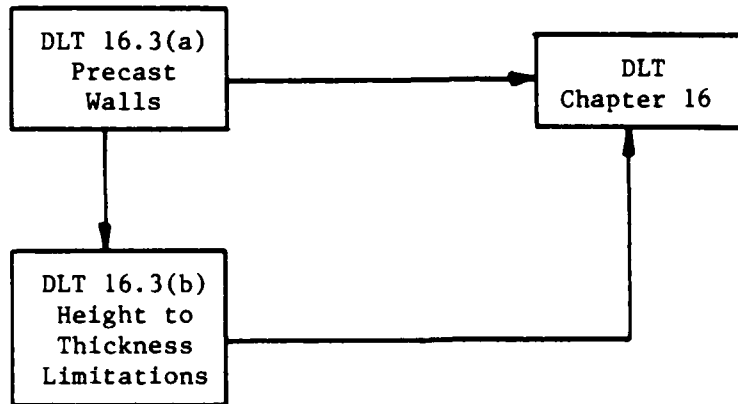 DLT 16.3(a)
Precast
Walls
DLT
Chapter 16
DLT 16.3(b)
Height to
Thickness
Limitations